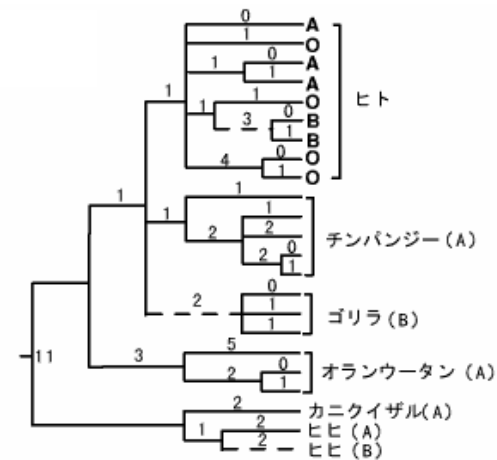 0 A
1 O
1 0 A
1 A
1
1 1 O
3 0 B
1 B
4 0 O
1 O
ヒト
1
1 1
1
2 2
2 0
1
チンパンジー(A)
2 0
1
1
ゴリラ(B)
11
3 5
2 0
1
オランウータン(A)
2 カニクイザル(A)
1 2 ヒヒ(A)
2 ヒヒ(B)